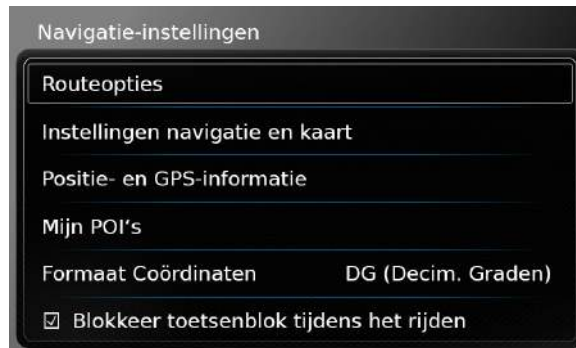 Navigatie-instellingen
Routeopties
Instellingen navigatie en kaart
Positie- en GPS-informatie
Mijn POI‘s
Formaat Coördinaten DG (Decim. Graden)
☑ Blokkeer toetsenblok tijdens het rijden